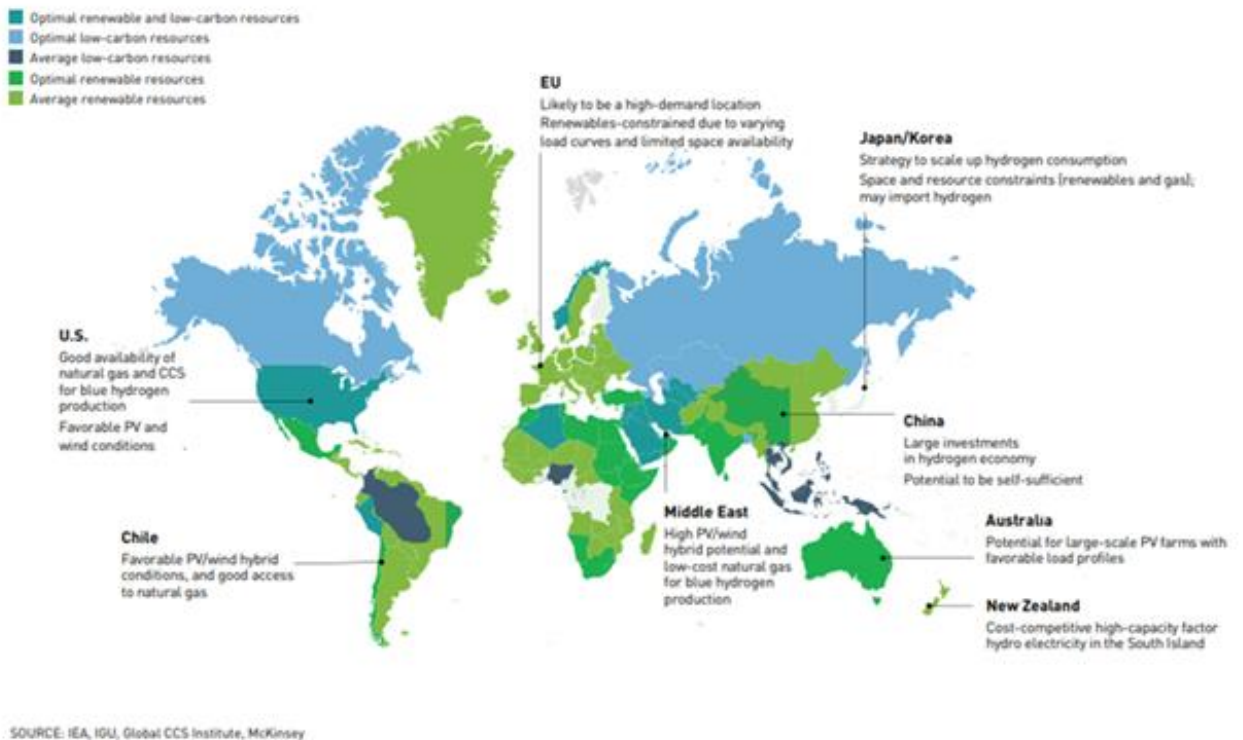 Optimal renewable and low-carbon resources
Optimal low-carbon resources
Average low-carbon resources
Optimal renewable resources
Average renewable resources
EU
Likely to be a high-demand location
Renewables-constrained due to varying
load curves and limited space availability
Japan/Korea
Strategy to scale up hydrogen consumption
Space and resource constraints (renewables and gas);
may import hydrogen
U.S.
Good availability of
natural gas and CCS
for blue hydrogen
production
Favorable PV and
wind conditions
China
Large investments
in hydrogen economy
Potential to be self-sufficient
Chile
Favorable PV/wind hybrid
conditions, and good access
to natural gas
Middle East
High PV/wind
hybrid potential and
low-cost natural gas
for blue hydrogen
production
Australia
Potential for large-scale PV farms with
favorable load profiles
New Zealand
Cost-competitive high-capacity factor
hydro electricity in the South Island
SOURCE: IEA, IGU, Global CCS Institute, McKinsey